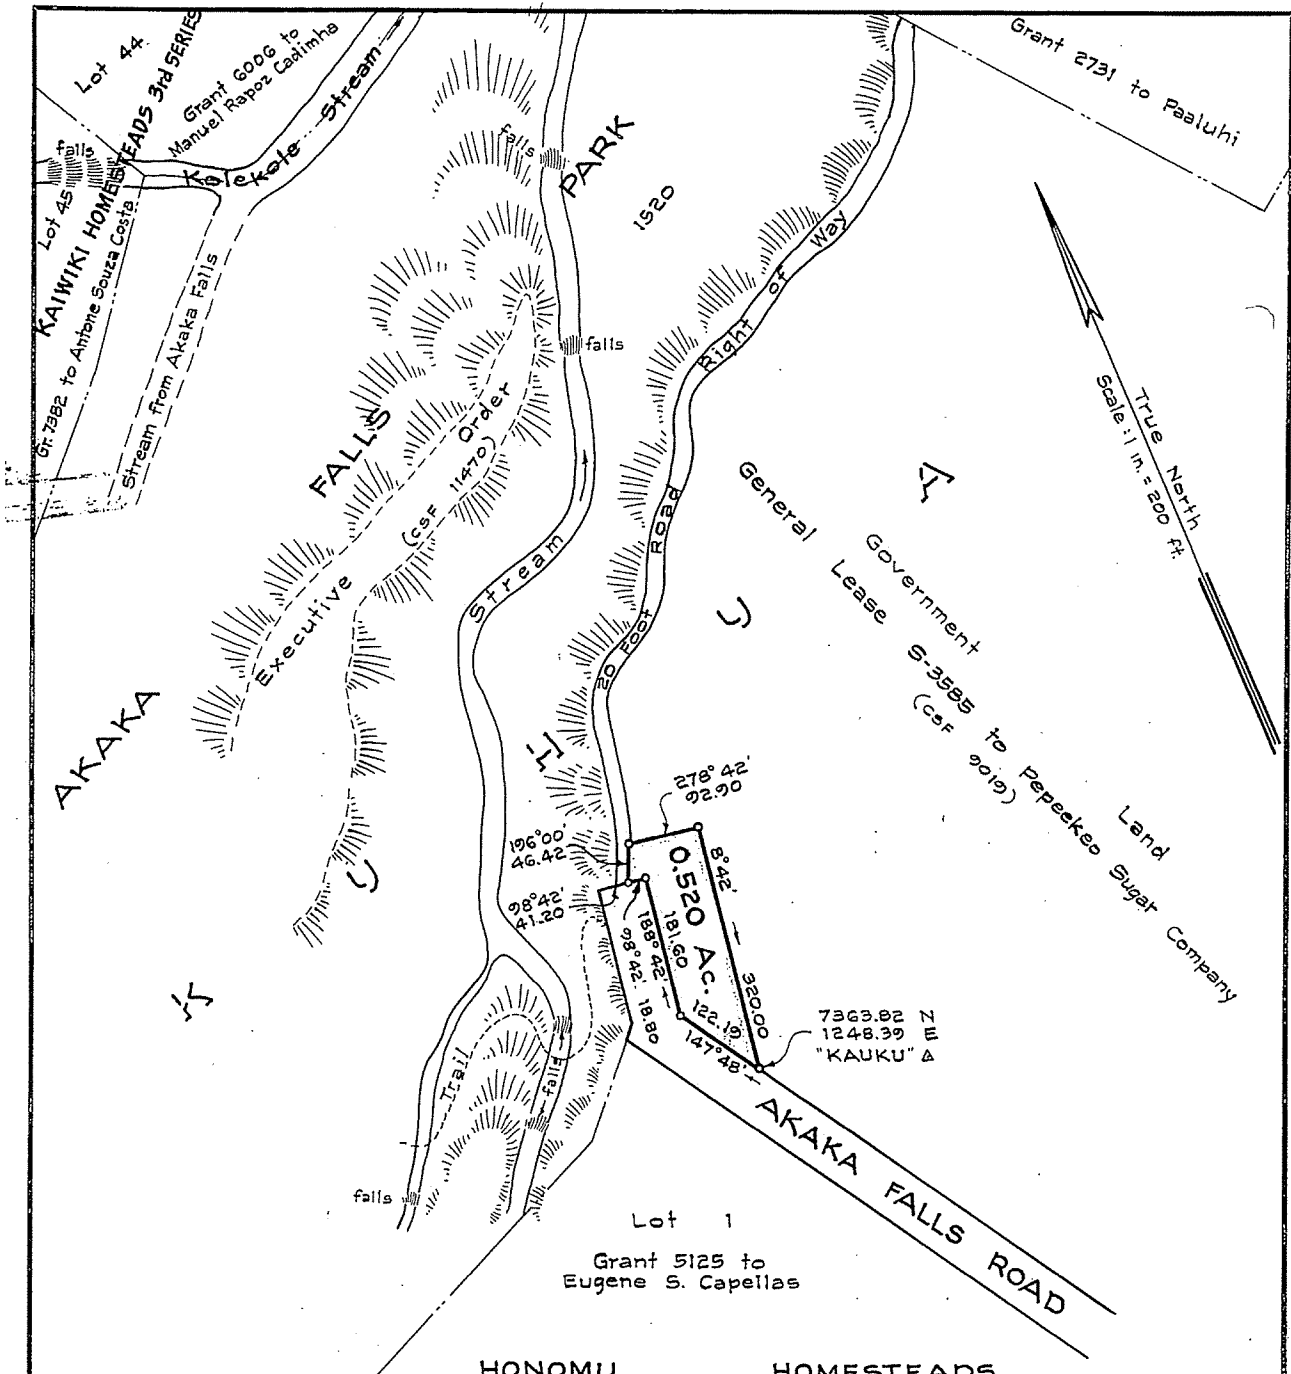 Lot 44
KAIWIKI HOMESTEADS 3rd SERIES
Grant 6006 to
Manuel Rapoz Cadimha
Kolekole Stream
falls
Lot 45
Gr. 7382 to Antone Souza Costa
Stream from Akaka Falls
falls
PARK
1520
Grant 2731 to Paaluhi
20 Foot Road Right of Way
falls
FALLS
AKAKA
Executive Order
(CSF 11470)
Stream
True North
Scale: 1 in. = 200 ft.
Government Land
General Lease S-3585 to Pepeekeo Sugar Company
(CSF 9019)
278° 42'
92.90
196° 00'
46.42
98° 42'
41.20
0.520 Ac.
8° 42'
320.00
188° 42'
181.60
98° 42'
18.80
122.19
147° 48'
7363.82 N
1248.39 E
"KAUKU" Δ
Trail
falls
falls
AKAKA FALLS ROAD
Lot 1
Grant 5125 to
Eugene S. Capellas
HONOMU HOMESTEADS